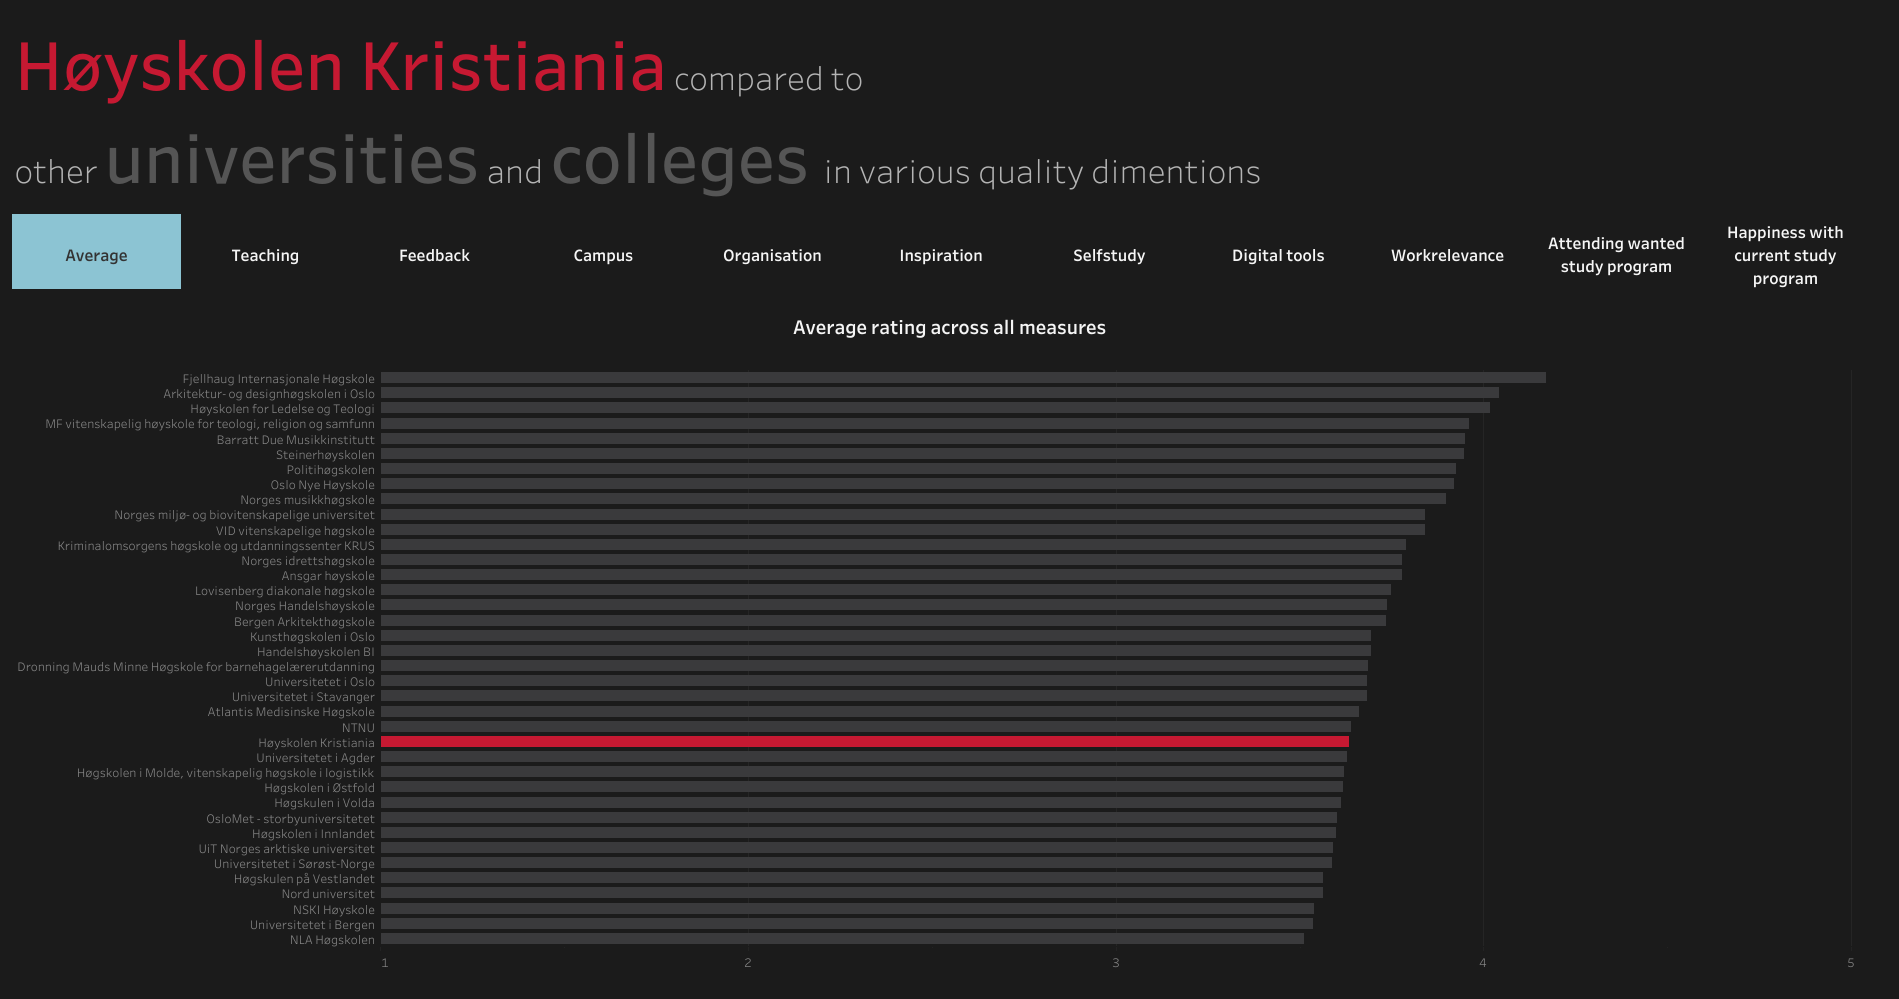 Høyskolen Kristiania compared to
other universities and colleges in various quality dimentions
Average
Teaching
Feedback
Campus
Organisation
Inspiration
Selfstudy
Digital tools
Workrelevance
Attending wanted
study program
Happiness with
current study
program
Average rating across all measures
Fjellhaug Internasjonale Høgskole
Arkitektur- og designhøgskolen i Oslo
Høyskolen for Ledelse og Teologi
MF vitenskapelig høyskole for teologi, religion og samfunn
Barratt Due Musikkinstitutt
Steinerhøyskolen
Politihøgskolen
Oslo Nye Høyskole
Norges musikkhøgskole
Norges miljø- og biovitenskapelige universitet
VID vitenskapelige høgskole
Kriminalomsorgens høgskole og utdanningssenter KRUS
Norges idrettshøgskole
Ansgar høyskole
Lovisenberg diakonale høgskole
Norges Handelshøyskole
Bergen Arkitekthøgskole
Kunsthøgskolen i Oslo
Handelshøyskolen BI
Dronning Mauds Minne Høgskole for barnehagelærerutdanning
Universitetet i Oslo
Universitetet i Stavanger
Atlantis Medisinske Høgskole
NTNU
Høyskolen Kristiania
Universitetet i Agder
Høgskolen i Molde, vitenskapelig høgskole i logistikk
Høgskolen i Østfold
Høgskulen i Volda
OsloMet - storbyuniversitetet
Høgskolen i Innlandet
UiT Norges arktiske universitet
Universitetet i Sørøst-Norge
Høgskulen på Vestlandet
Nord universitet
NSKI Høyskole
Universitetet i Bergen
NLA Høgskolen
1 2 3 4 5